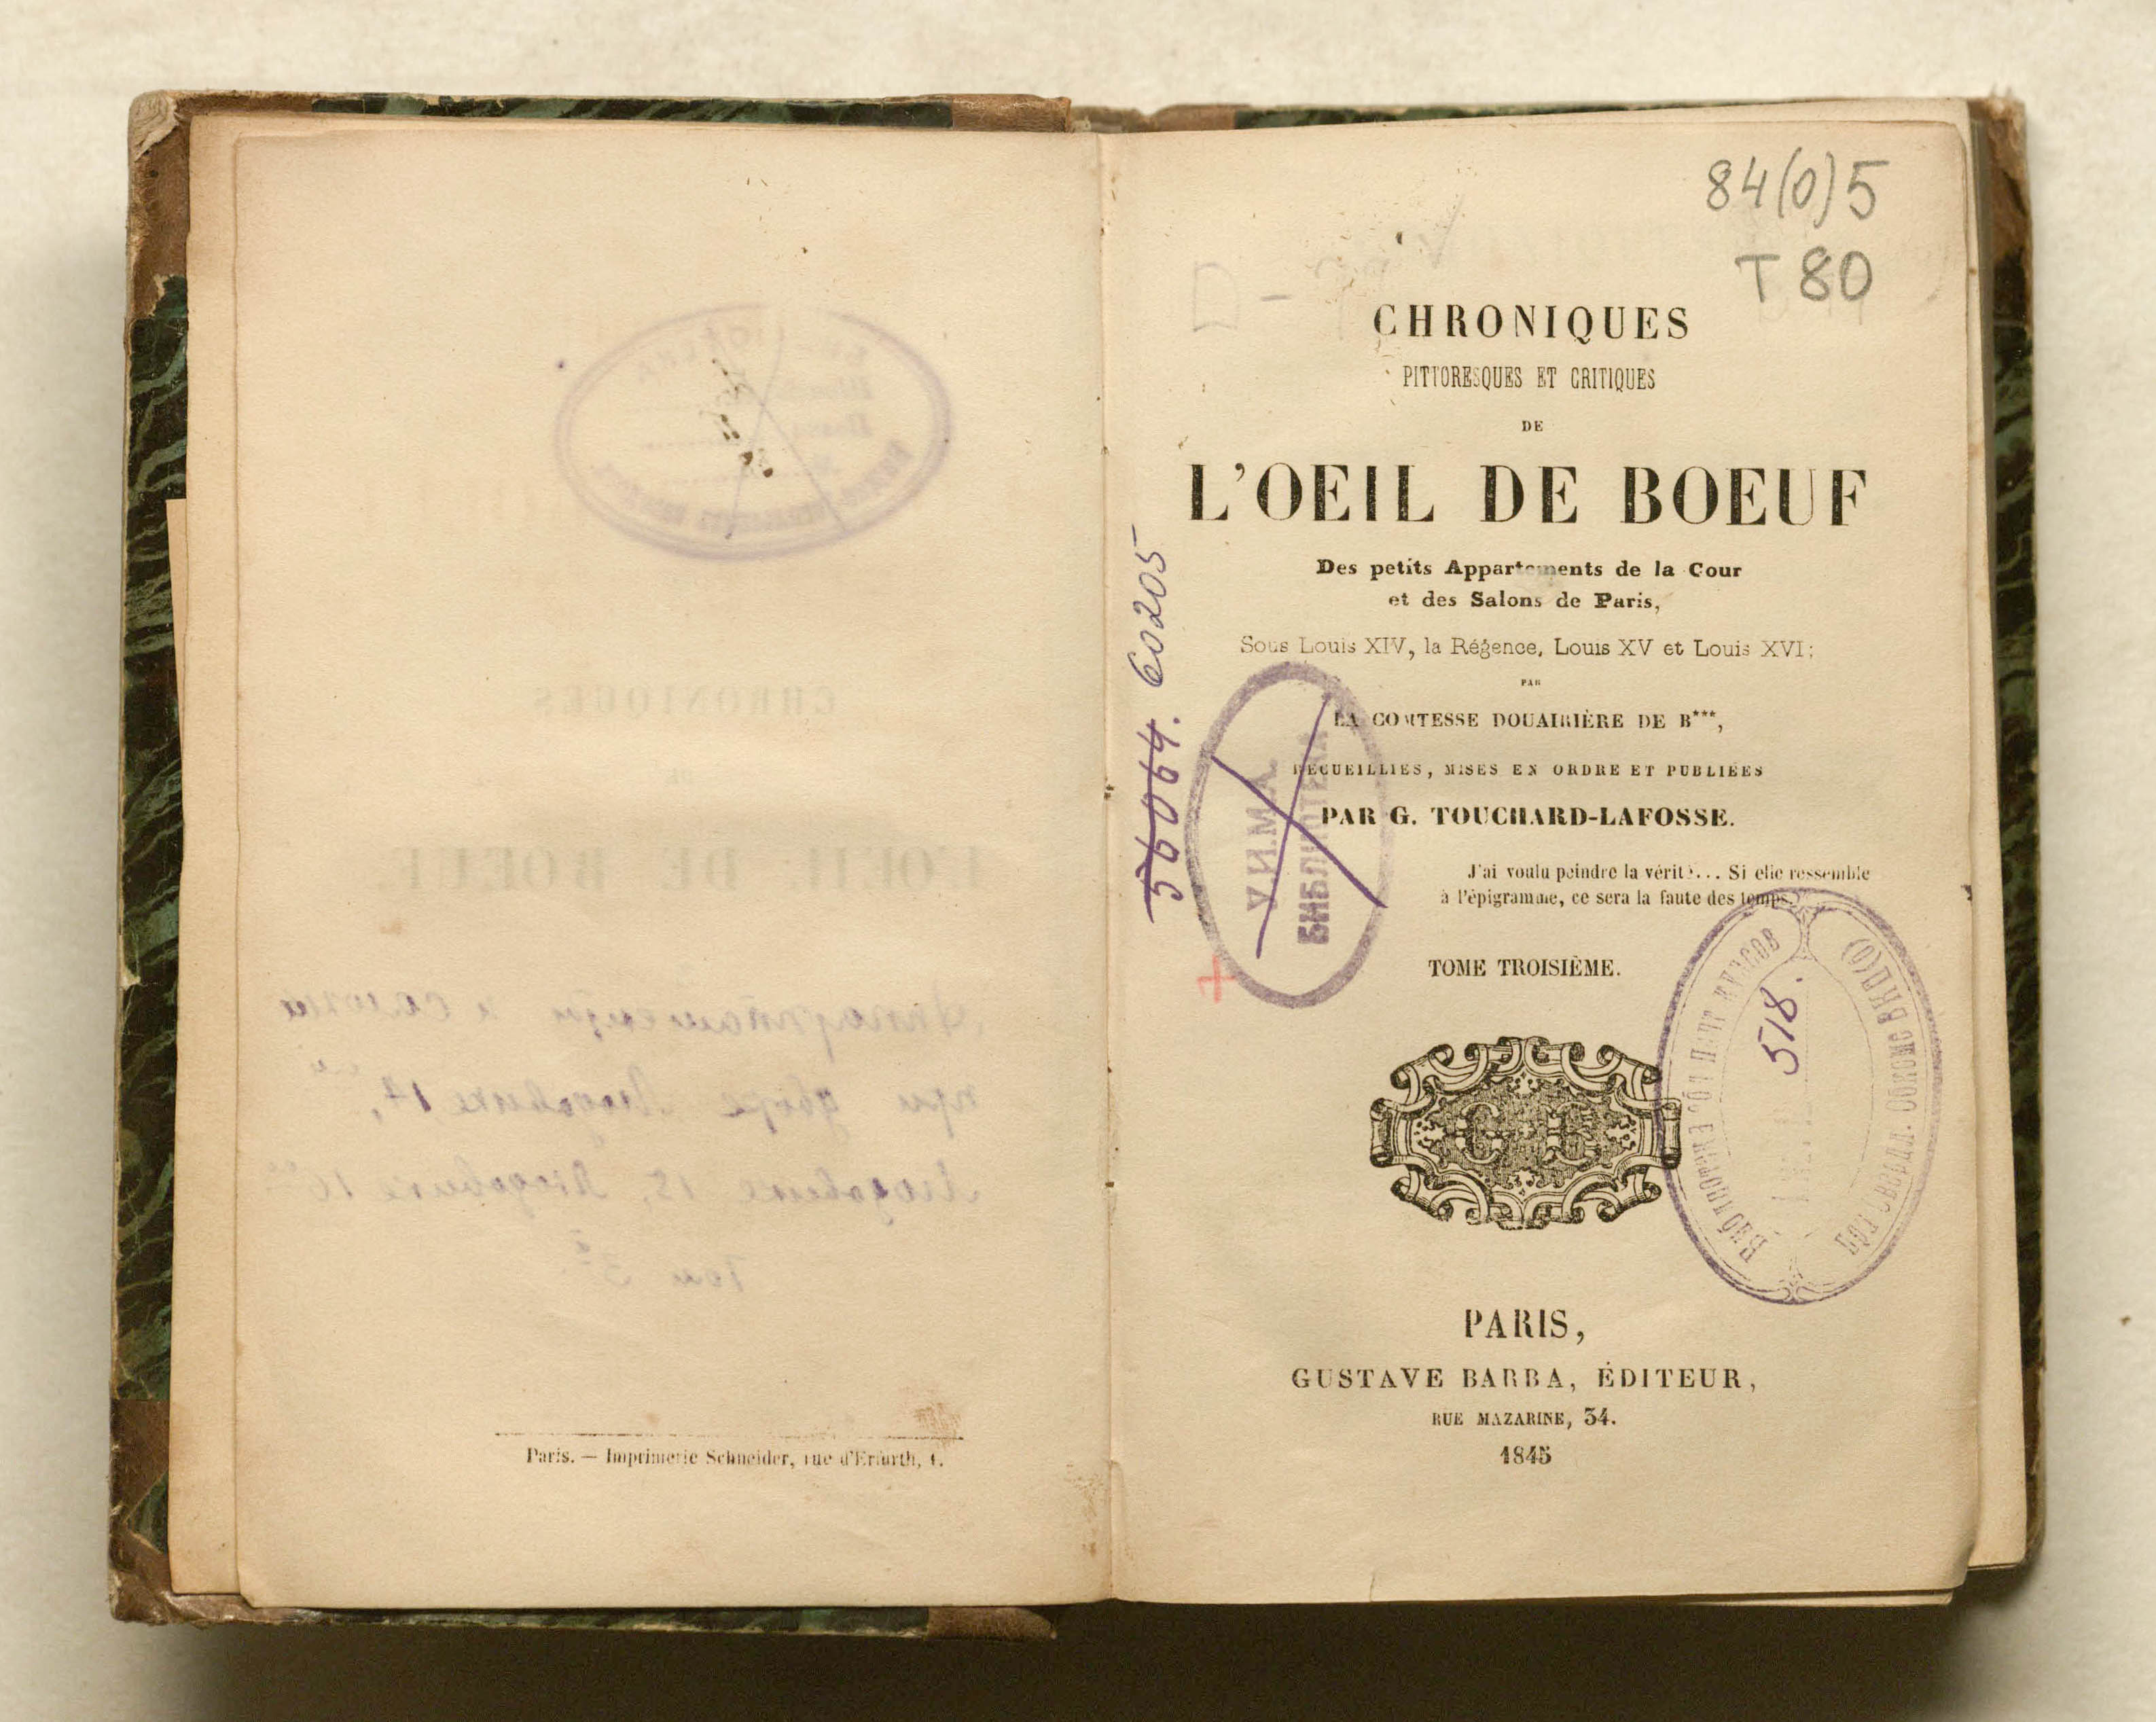 Paris. — Imprimerie Schneider, rue d'Erfurth, 1.
84(0)5
T 80
CHRONIQUES
PITTORESQUES ET CRITIQUES
DE
L'OEIL DE BOEUF
Des petits Appartements de la Cour
et des Salons de Paris,
Sous Louis XIV, la Régence, Louis XV et Louis XVI;
PAR
LA COMTESSE DOUAIRIÈRE DE B***,
RECUEILLIES, MISES EN ORDRE ET PUBLIÉES
PAR G. TOUCHARD-LAFOSSE.
J'ai voulu peindre la vérité... Si elle ressemble
à l'épigramme, ce sera la faute des temps.
TOME TROISIÈME.
56064. 60205
У.И.М.Л.
БИБЛИОТЕКА
518.
PARIS,
GUSTAVE BARBA, ÉDITEUR,
RUE MAZARINE, 34.
1845